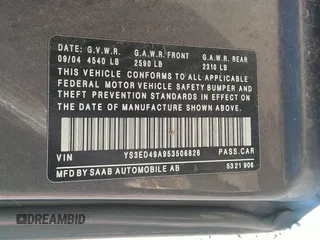 DATE: G.V.W.R. G.A.W.R. FRONT G.A.W.R. REAR
09/04 4540 LB 2590 LB 2310 LB
THIS VEHICLE CONFORMS TO ALL APPLICABLE
FEDERAL MOTOR VEHICLE SAFETY BUMPER AND
THEFT PREVENTION STANDARDS IN EFFECT ON THE
DATE OF MANUFACTURE SHOWN ABOVE.
VIN YS3ED49A953506826 PASS.CAR
MFD BY SAAB AUTOMOBILE AB 5321 906
DREAMBID